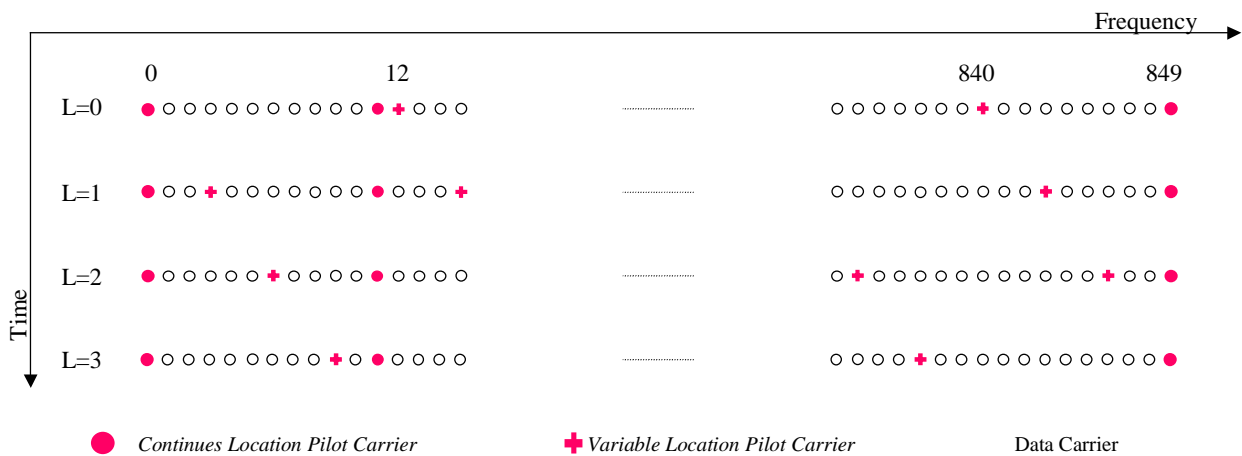 Frequency
0 12 840 849
L=0
L=1
L=2
L=3
Time
Continues Location Pilot Carrier Variable Location Pilot Carrier Data Carrier